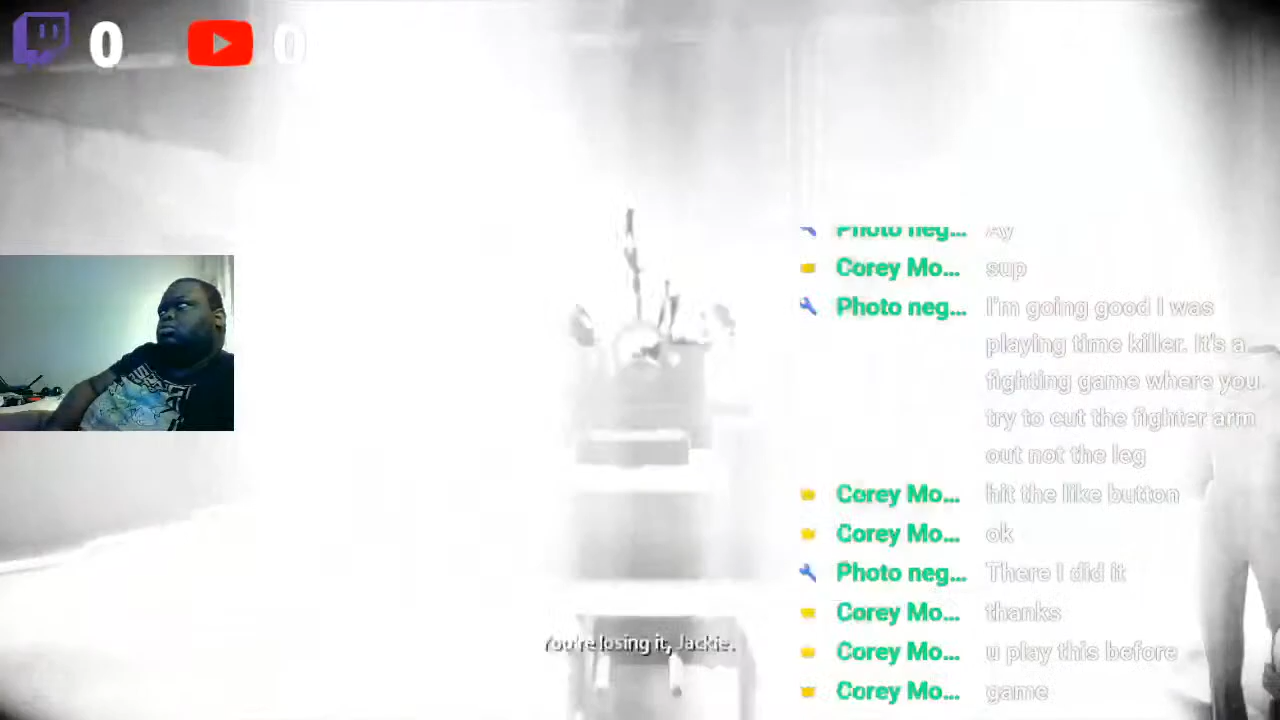 0
0
Photo neg... Ay
Corey Mo... sup
Photo neg... I'm going good I was
playing time killer. It's a
fighting game where you
try to cut the fighter arm
out not the leg
Corey Mo... hit the like button
Corey Mo... ok
Photo neg... There I did it
Corey Mo... thanks
Corey Mo... u play this before
Corey Mo... game
You're losing it, Jackie.